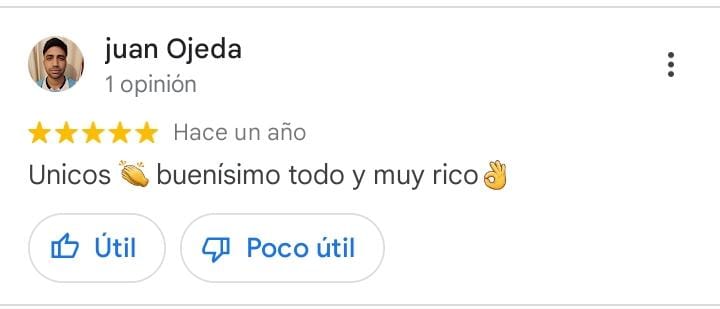 juan Ojeda
1 opinión
Hace un año
Unicos 👏 buenísimo todo y muy rico👌
Útil
Poco útil